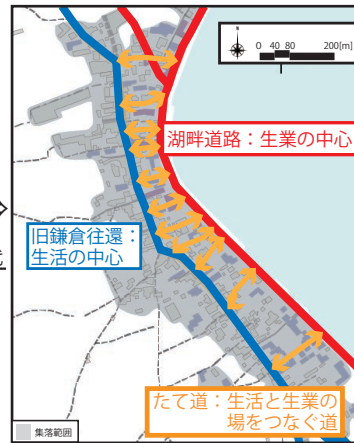 0 40 80 200[m]
湖畔道路：生業の中心
旧鎌倉往還：
生活の中心
たて道：生活と生業の
場をつなぐ道
集落範囲